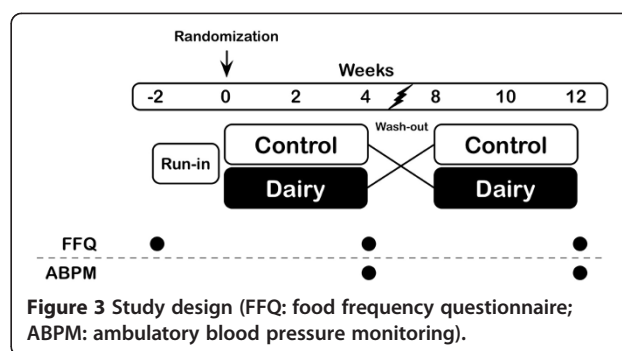 Randomization
Weeks
-2 0 2 4 8 10 12
Wash-out
Run-in
Control
Dairy
Control
Dairy
FFQ
ABPM
Figure 3 Study design (FFQ: food frequency questionnaire;
ABPM: ambulatory blood pressure monitoring).